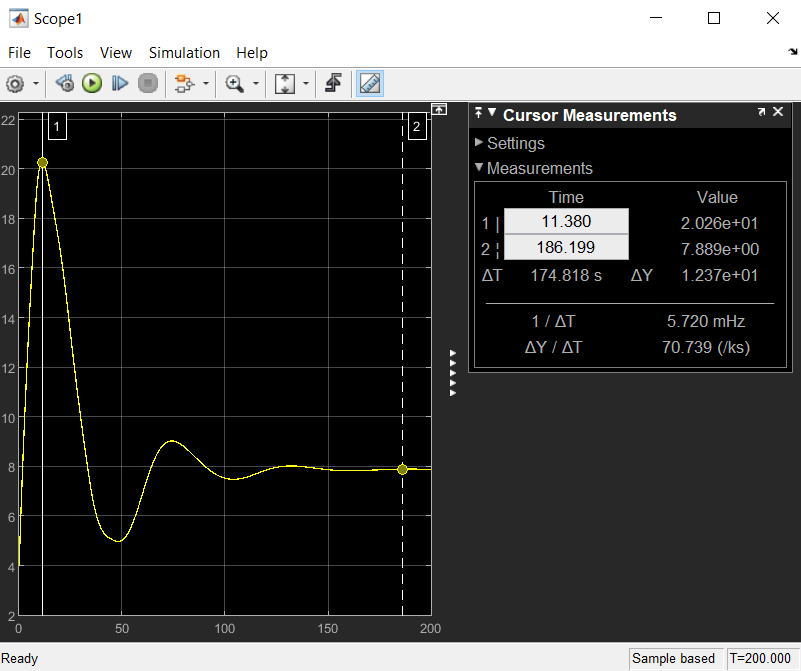 Scope1
File Tools View Simulation Help
1
2
22
20
18
16
14
12
10
8
6
4
2
0 50 100 150 200
Cursor Measurements
Settings
Measurements
Time Value
1 | 11.380 2.026e+01
2 ¦ 186.199 7.889e+00
ΔT 174.818 s ΔY 1.237e+01
1 / ΔT 5.720 mHz
ΔY / ΔT 70.739 (/ks)
Ready Sample based T=200.000